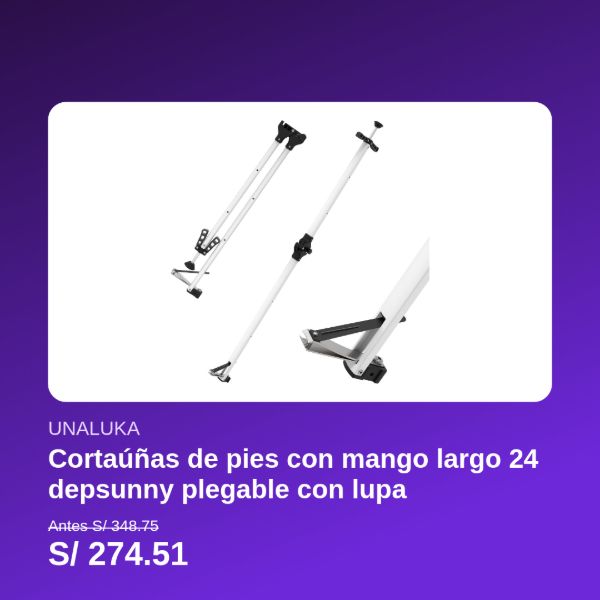 UNALUKA
Cortaúñas de pies con mango largo 24
depsunny plegable con lupa
Antes S/ 348.75
S/ 274.51